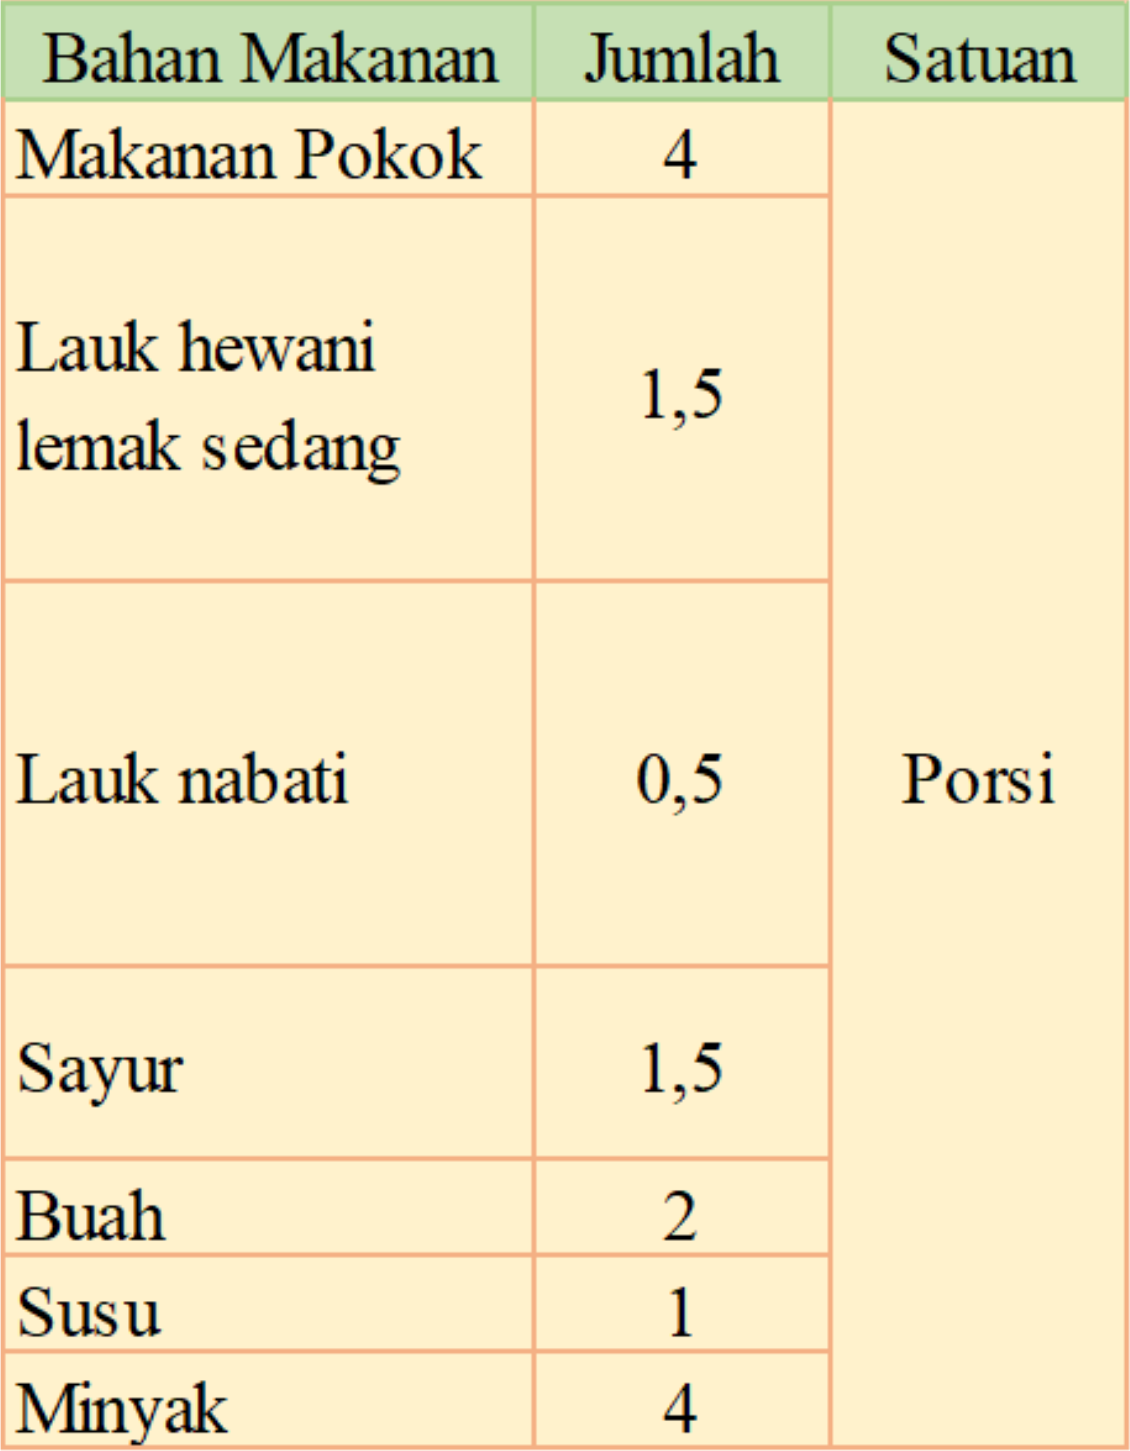 Bahan Makanan Jumlah Satuan
Makanan Pokok 4
Lauk hewani
lemak sedang 1,5
Lauk nabati 0,5 Porsi
Sayur 1,5
Buah 2
Susu 1
Minyak 4